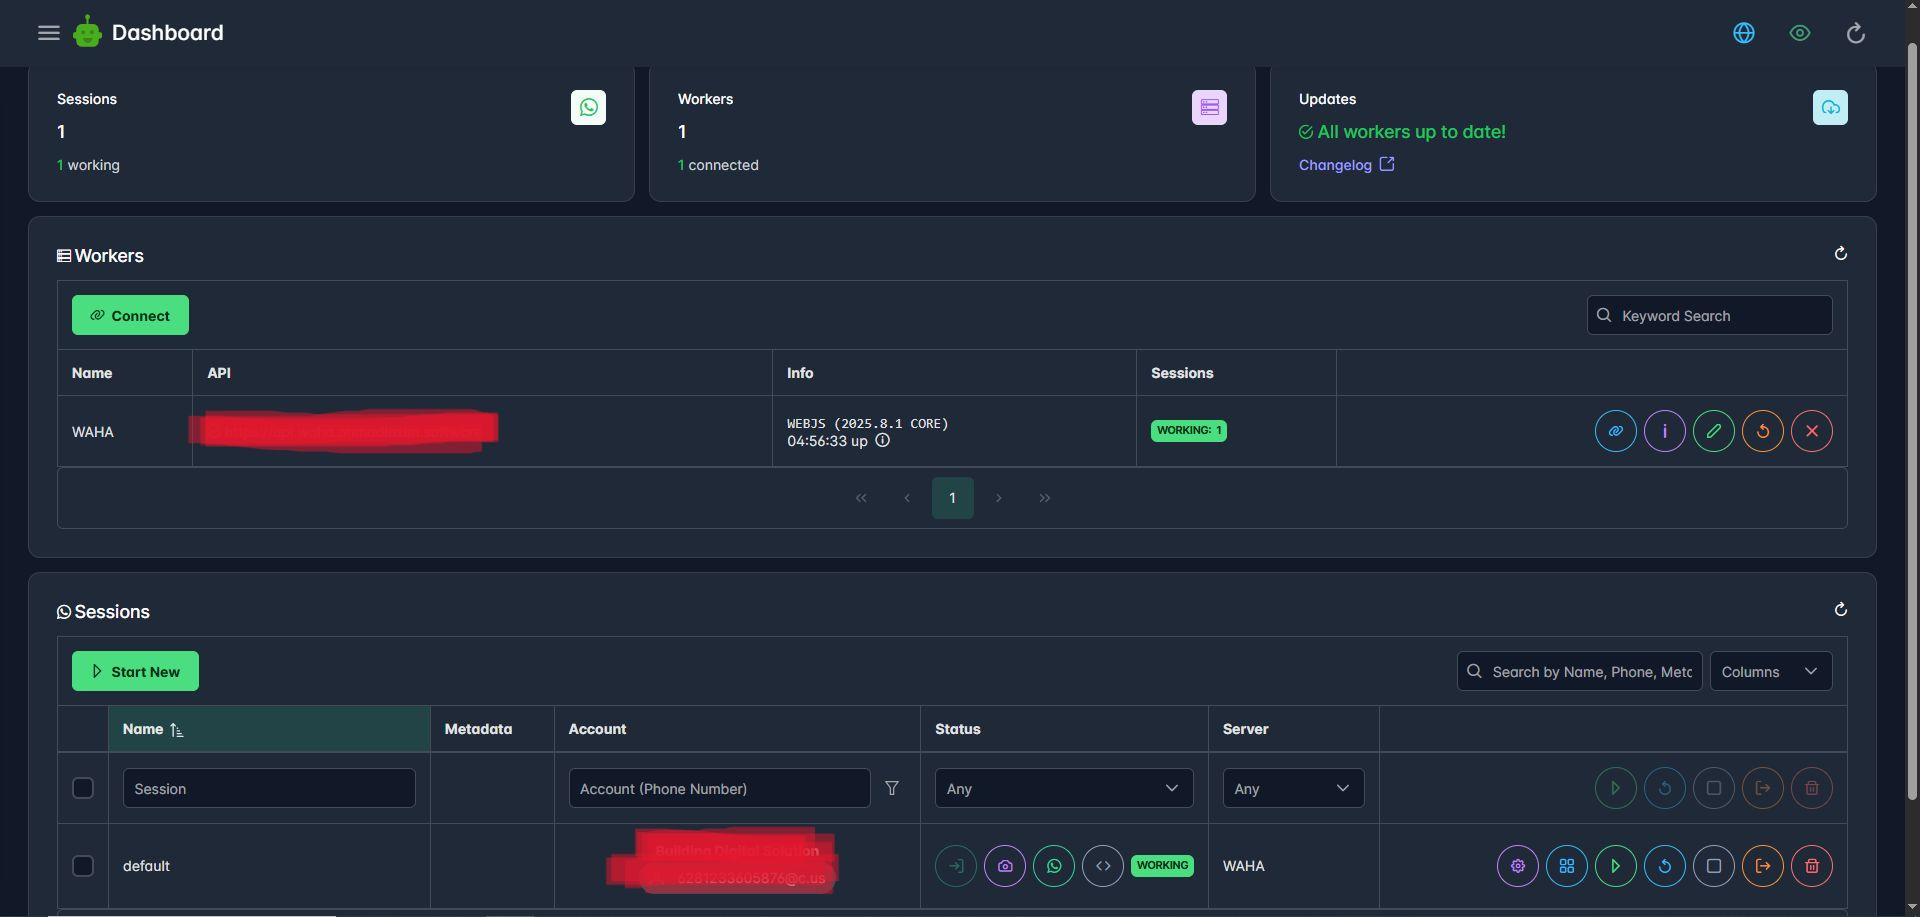 Dashboard
Sessions
1
1 working
Workers
1
1 connected
Updates
All workers up to date!
Changelog
Workers
Connect
Keyword Search
Name API Info Sessions
WAHA WEBJS (2025.8.1 CORE) WORKING: 1
04:56:33 up
1
Sessions
Start New
Search by Name, Phone, Meta
Columns
Name Metadata Account Status Server
Session Account (Phone Number) Any Any
default WORKING WAHA